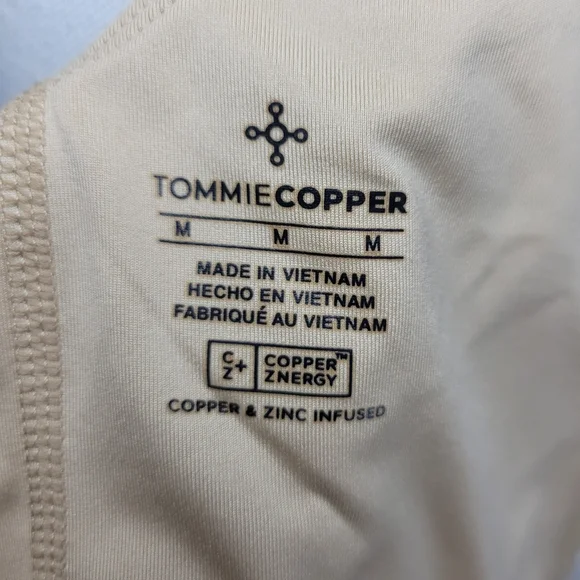 TOMMIECOPPER
M M M
MADE IN VIETNAM
HECHO EN VIETNAM
FABRIQUÉ AU VIETNAM
C+
Z
COPPER™
ZNERGY
COPPER & ZINC INFUSED